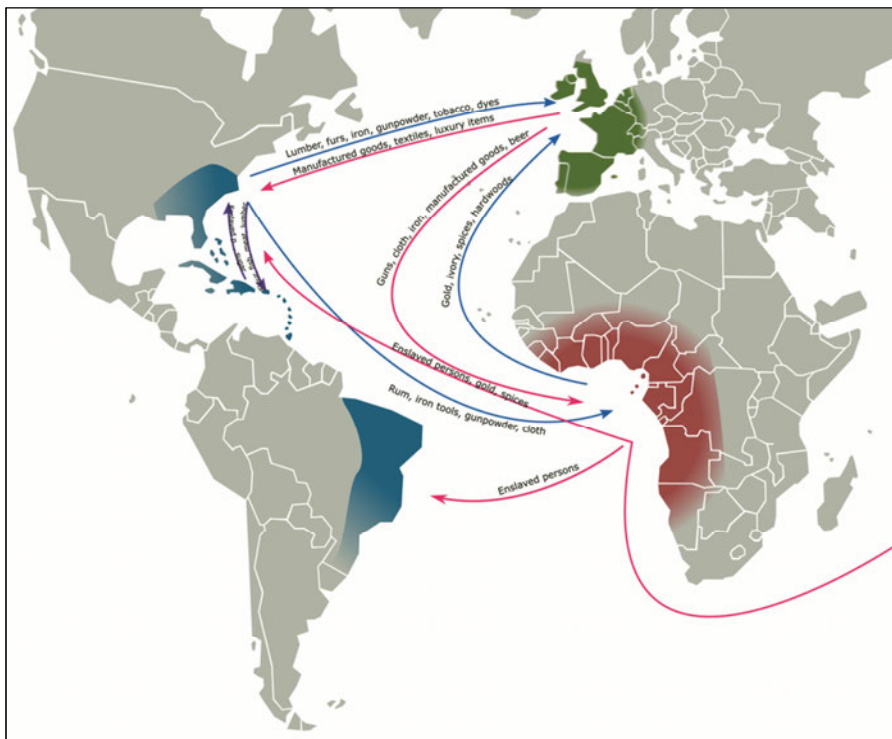 Lumber, furs, iron, gunpowder, tobacco, dyes
Manufactured goods, textiles, luxury items
Guns, cloth, iron, manufactured goods, beer
Gold, ivory, spices, hardwoods
Enslaved persons, gold, spices
Rum, iron tools, gunpowder, cloth
Enslaved persons